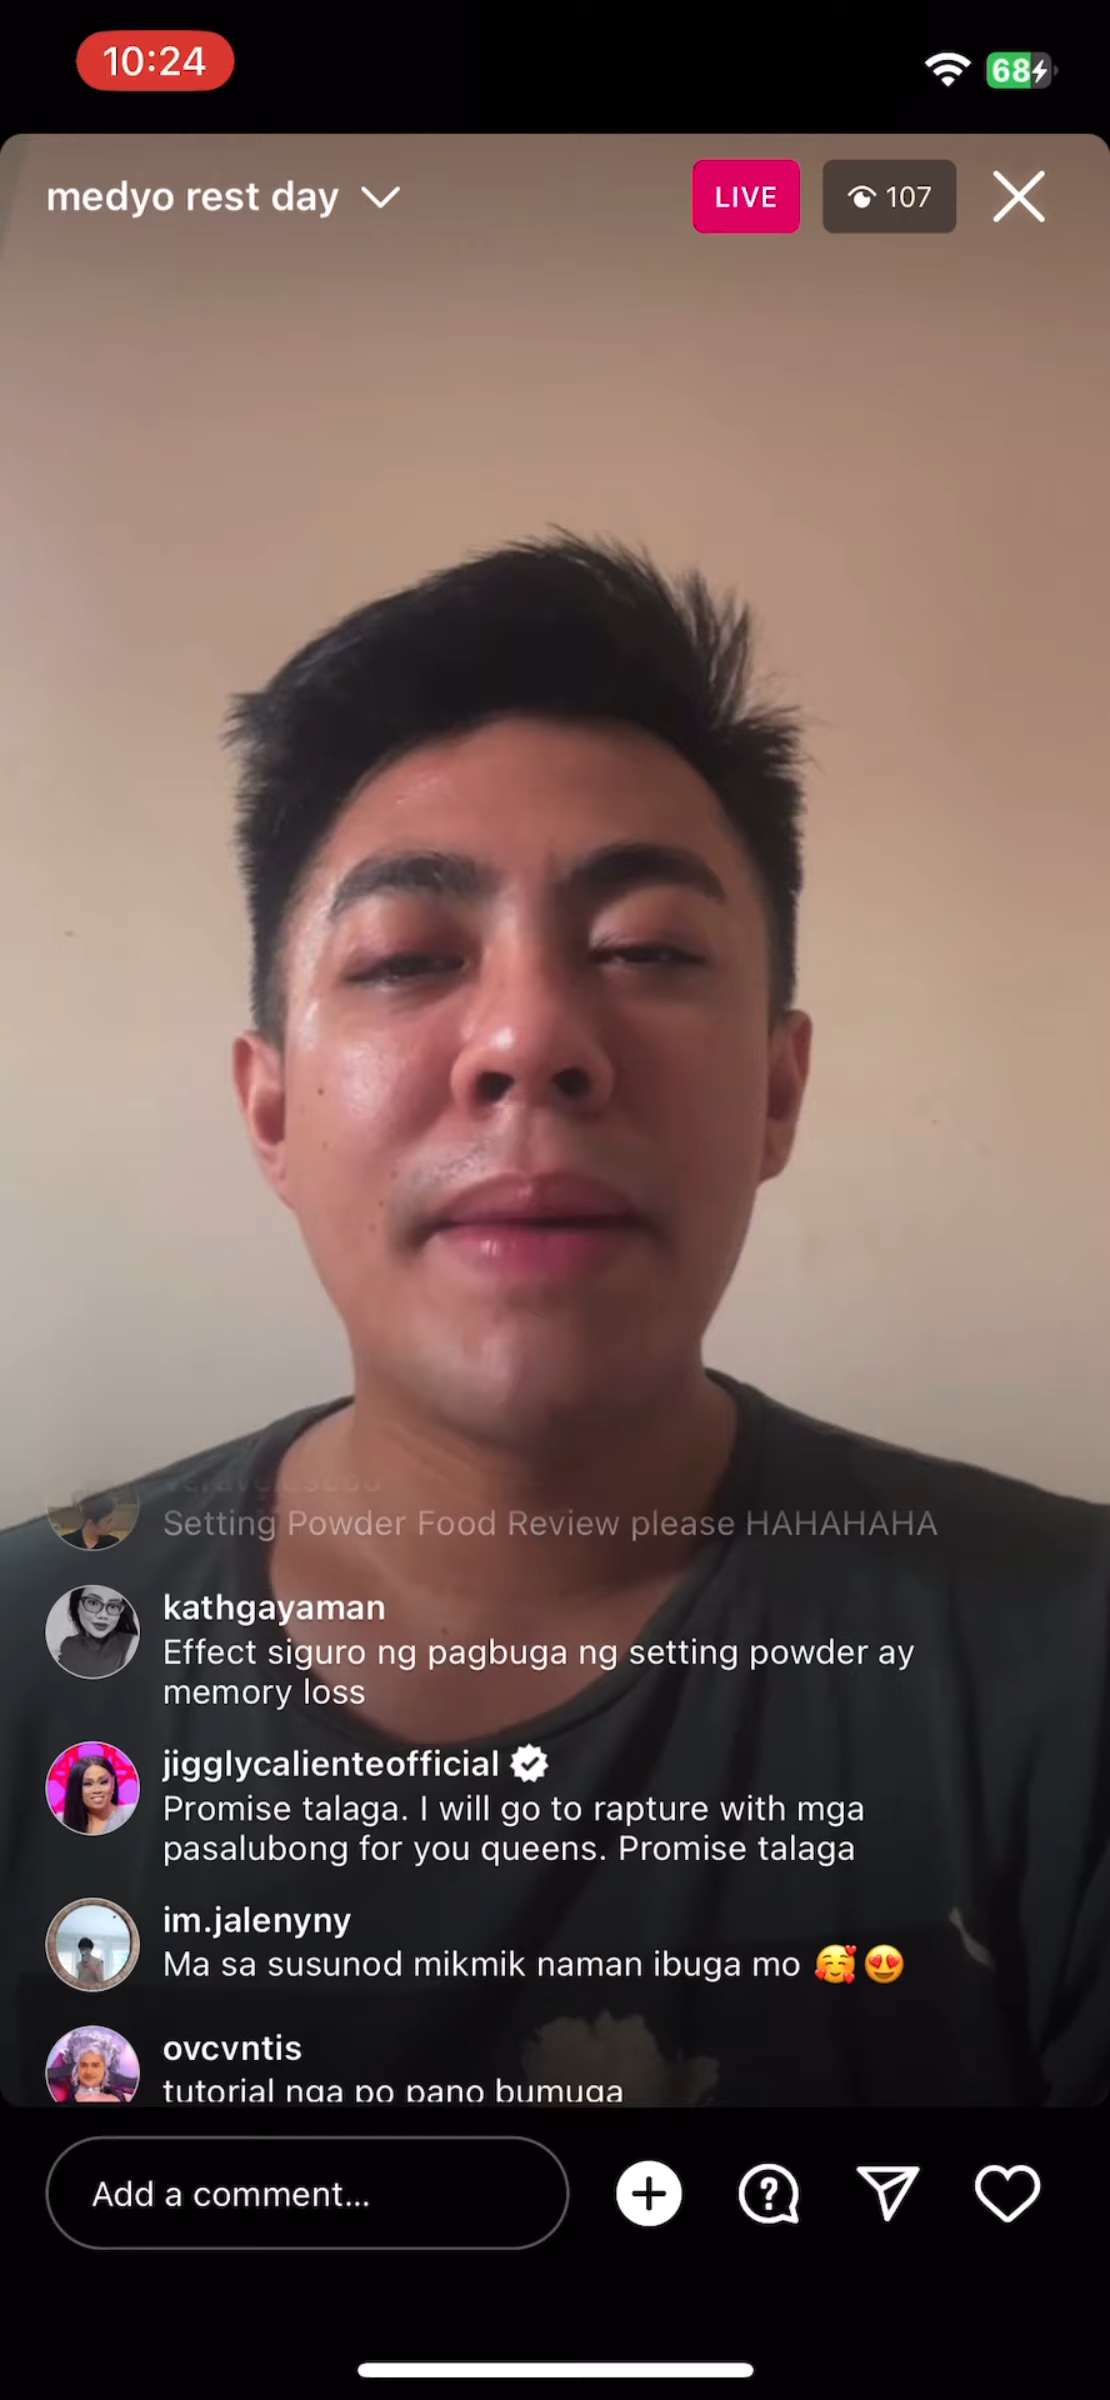 10:24
68
medyo rest day
LIVE
107
Setting Powder Food Review please HAHAHAHA
kathgayaman
Effect siguro ng pagbuga ng setting powder ay
memory loss
jigglycalienteofficial
Promise talaga. I will go to rapture with mga
pasalubong for you queens. Promise talaga
im.jalenyny
Ma sa susunod mikmik naman ibuga mo 🥰😍
ovcvntis
tutorial nga po pano bumuga
Add a comment...